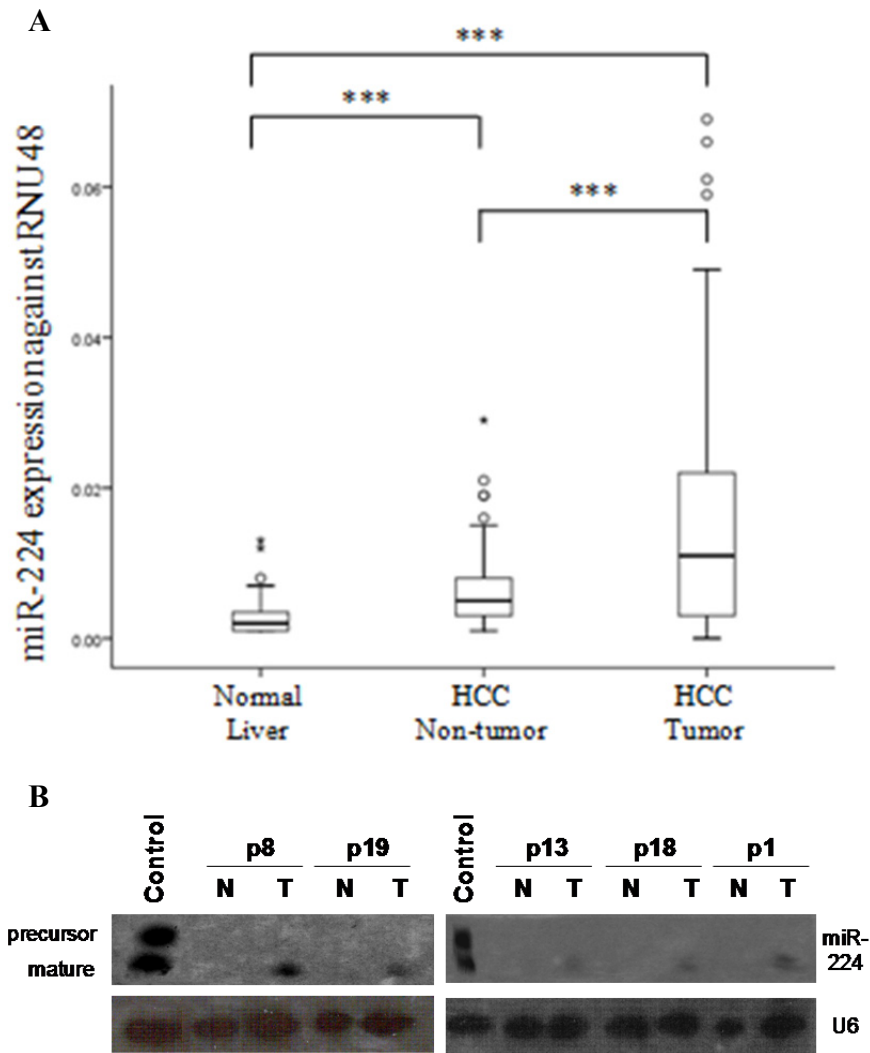 A
***
***
***
miR-224 expression against RNU48
0.06
0.04
0.02
0.00
Normal Liver
HCC Non-tumor
HCC Tumor
B
Control
p8
p19
Control
p13
p18
p1
N T N T N T N T N T
precursor
mature
miR-224
U6